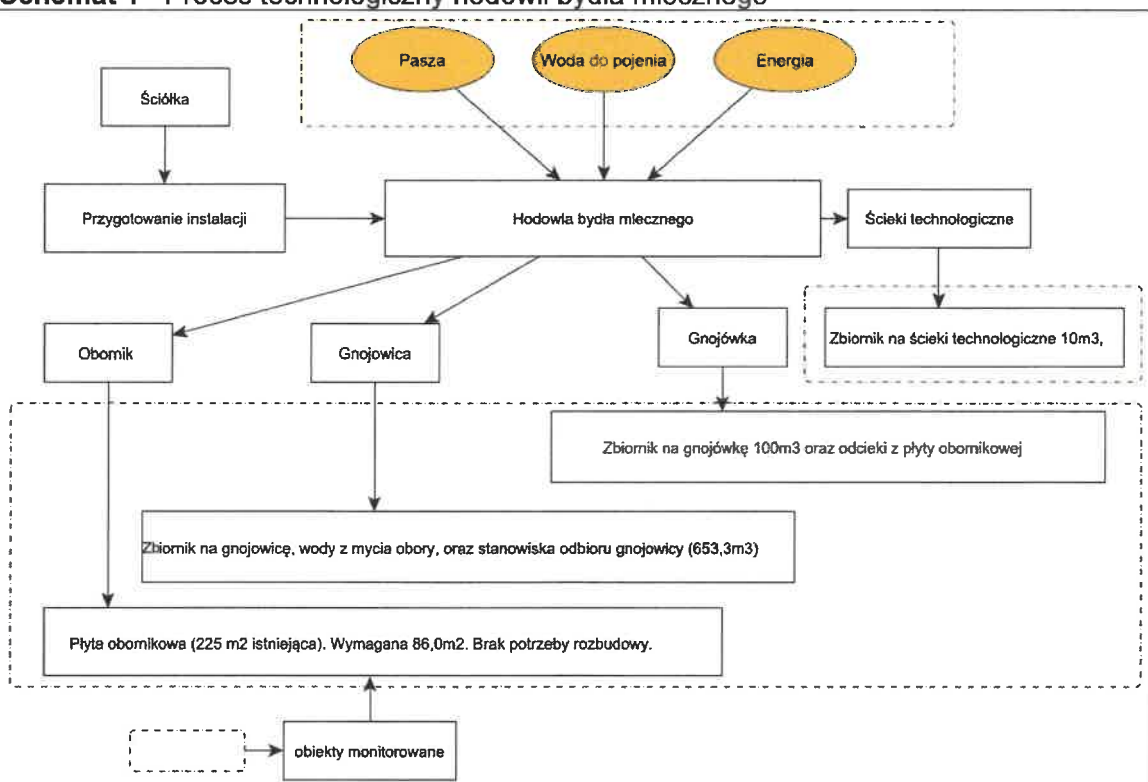 Schemat 1 - Proces technologiczny hodowli bydła mlecznego
Pasza
Woda do pojenia
Energia
Ściółka
Przygotowanie instalacji
Hodowla bydła mlecznego
Ścieki technologiczne
Obornik
Gnojowica
Gnojówka
Zbiornik na ścieki technologiczne 10m3,
Zbiornik na gnojówkę 100m3 oraz odcieki z płyty obornikowej
Zbiornik na gnojowicę, wody z mycia obory, oraz stanowiska odbioru gnojowicy (653,3m3)
Płyta obornikowa (225 m2 istniejąca). Wymagana 86,0m2. Brak potrzeby rozbudowy.
obiekty monitorowane